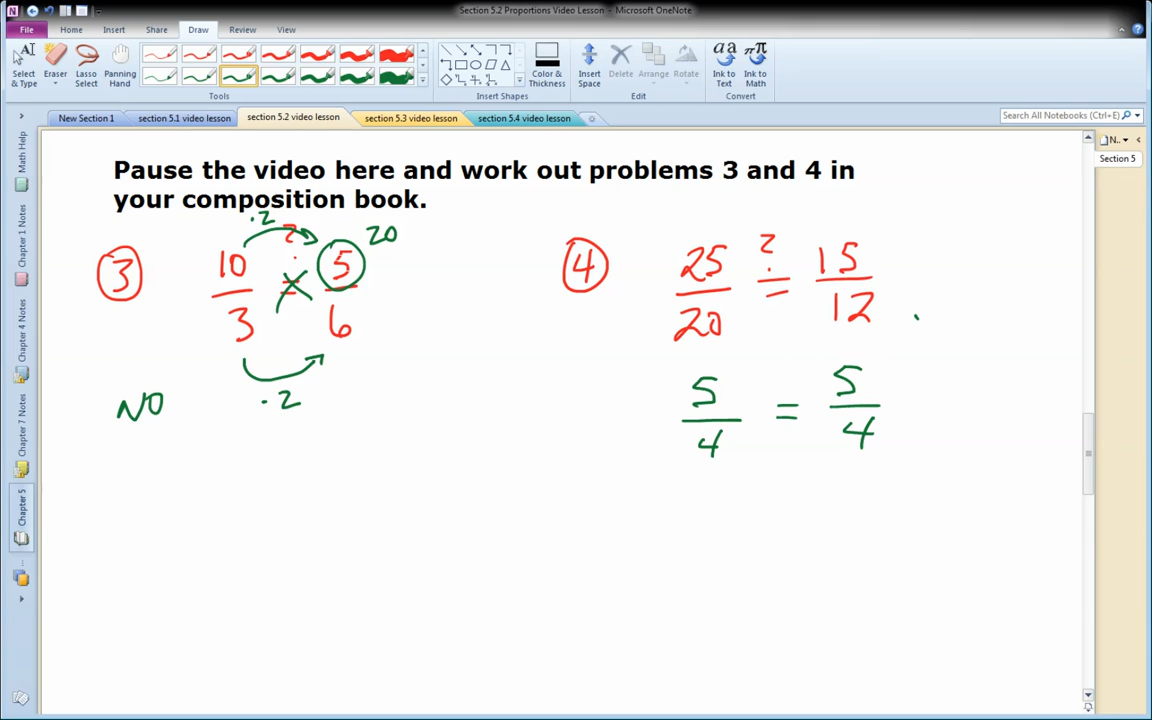 Section 5.2 Proportions Video Lesson - Microsoft OneNote
File Home Insert Draw Review View
Select & Type Eraser Lasso Select Panning Hand Color & Thickness Insert Space Delete Arrange Rotate Ink to Text Ink to Math
Tools Insert Shapes Edit Convert
New Section 1 section 5.1 video lesson section 5.2 video lesson section 5.3 video lesson section 5.4 video lesson Search All Notebooks (Ctrl+E)
N..
Section 5
Math Help
Chapter 1 Notes
Chapter 4 Notes
Chapter 7 Notes
Chapter 5
Pause the video here and work out problems 3 and 4 in
your composition book.
·2 20
3 10/3 ?= 5/6
·2
NO
4 25/20 ?= 15/12
5/4 = 5/4